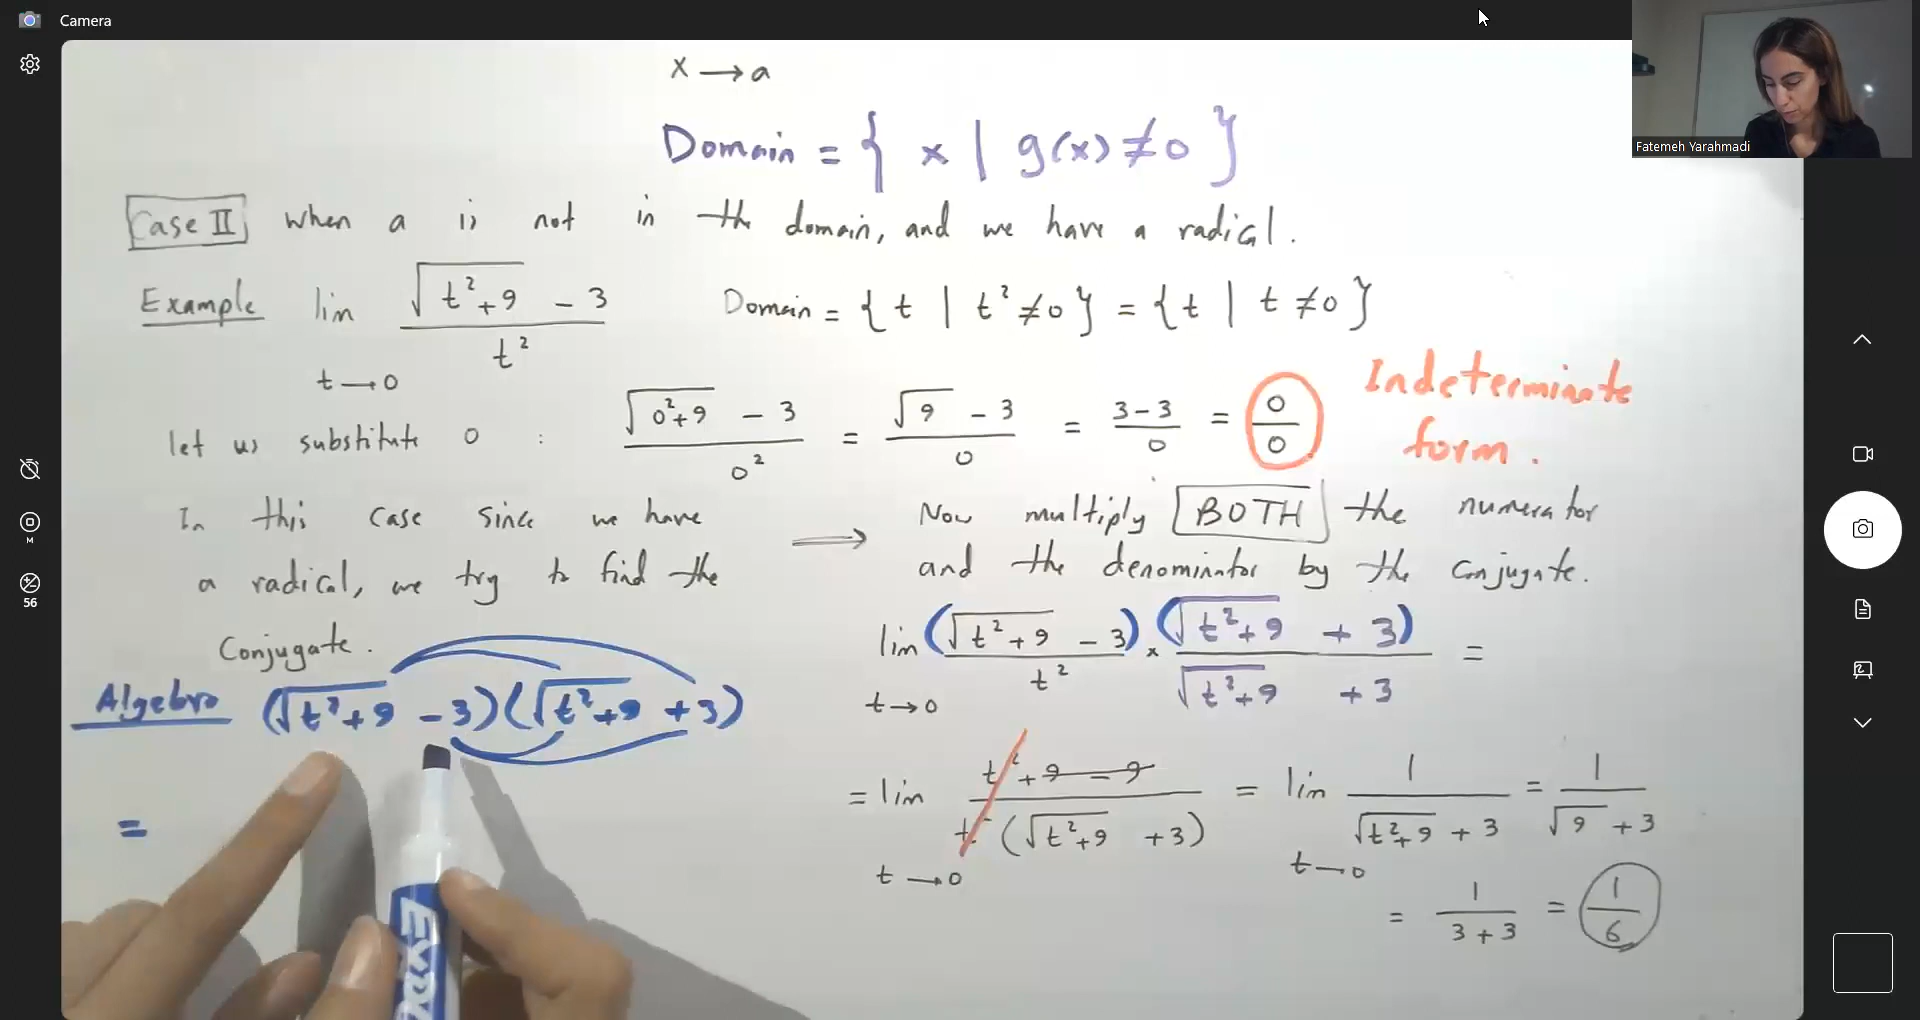 Camera
Fatemeh Yarahmadi
x → a
Domain = { x | g(x) ≠ 0 }
Case II when a is not in the domain, and we have a radical.
Example lim t→0 (√(t²+9) - 3) / t² Domain = { t | t² ≠ 0 } = { t | t ≠ 0 }
let us substitute 0 : (√(0²+9) - 3) / 0² = (√9 - 3) / 0 = (3-3) / 0 = 0/0 Indeterminate form.
In this case since we have
a radical, we try to find the
Conjugate.
⟹ Now multiply BOTH the numerator
and the denominator by the conjugate.
lim t→0 (√(t²+9) - 3) / t² × (√(t²+9) + 3) / (√(t²+9) + 3) =
= lim t→0 (t²+9-9) / (t² (√(t²+9) + 3)) = lim t→0 1 / (√(t²+9) + 3) = 1 / (√9 + 3)
= 1 / (3+3) = 1/6
Algebra (√(t²+9) - 3)(√(t²+9) + 3)
=
EXPO
M
56